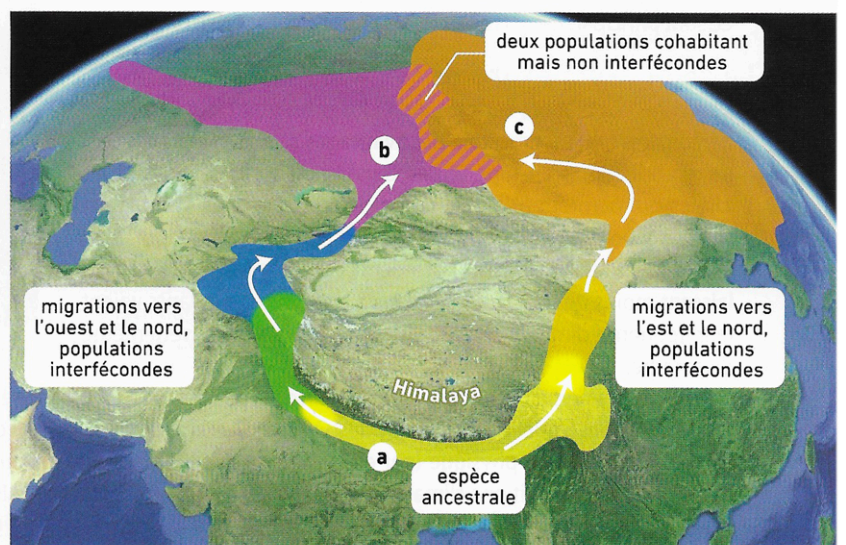 deux populations cohabitant
mais non interfécondes
c
b
migrations vers
l'ouest et le nord,
populations
interfécondes
migrations vers
l'est et le nord,
populations
interfécondes
Himalaya
a
espèce
ancestrale